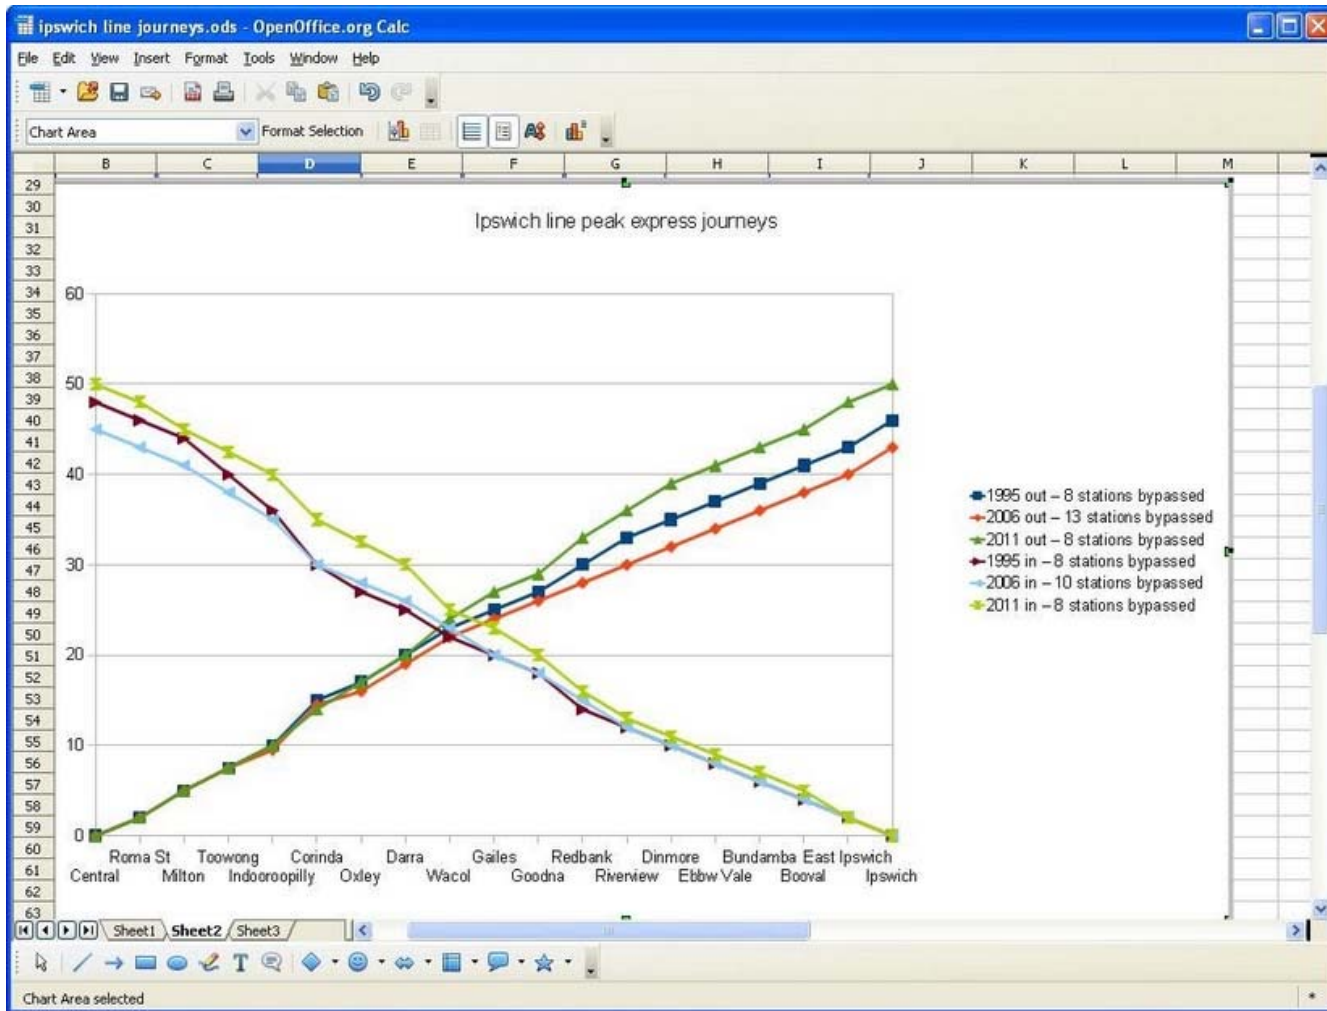 ipswich line journeys.ods - OpenOffice.org Calc
File Edit View Insert Format Tools Window Help
Chart Area Format Selection
B C D E F G H I J K L M
29
30
31
32
33
34
35
36
37
38
39
40
41
42
43
44
45
46
47
48
49
50
51
52
53
54
55
56
57
58
59
60
61
62
63
Ipswich line peak express journeys
60
50
40
30
20
10
0
1995 out – 8 stations bypassed
2006 out – 13 stations bypassed
2011 out – 8 stations bypassed
1995 in – 8 stations bypassed
2006 in – 10 stations bypassed
2011 in – 8 stations bypassed
Roma St Toowong Corinda Darra Gailes Redbank Dinmore Bundamba East Ipswich
Central Milton Indooroopilly Oxley Wacol Goodna Riverview Ebbw Vale Booval Ipswich
Sheet1 Sheet2 Sheet3
Chart Area selected *